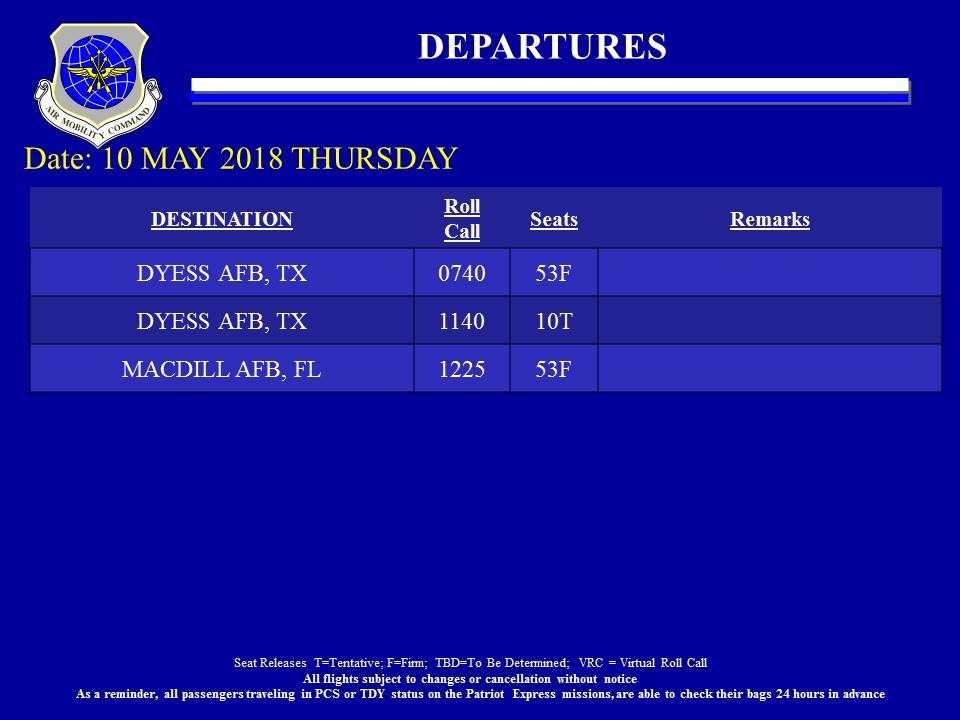 DEPARTURES
AIR MOBILITY COMMAND
Date: 10 MAY 2018 THURSDAY
DESTINATION Roll Call Seats Remarks
DYESS AFB, TX 0740 53F
DYESS AFB, TX 1140 10T
MACDILL AFB, FL 1225 53F
Seat Releases T=Tentative; F=Firm; TBD=To Be Determined; VRC = Virtual Roll Call
All flights subject to changes or cancellation without notice
As a reminder, all passengers traveling in PCS or TDY status on the Patriot Express missions, are able to check their bags 24 hours in advance